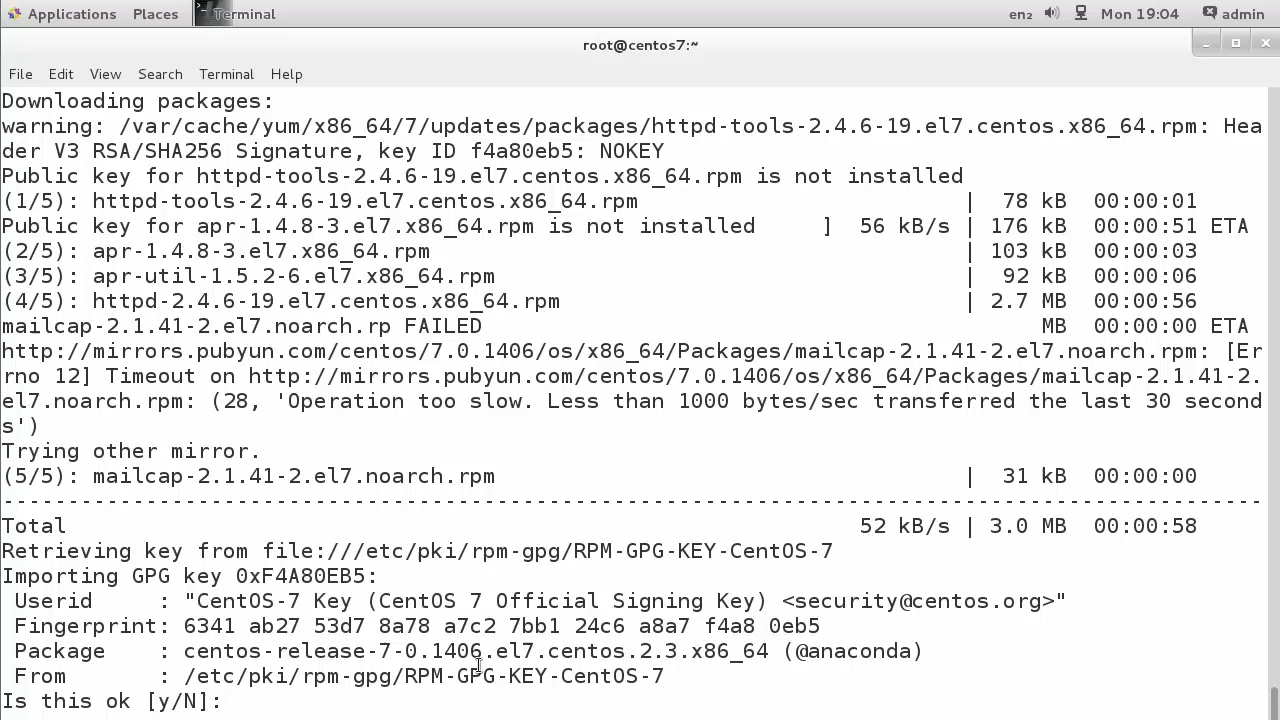 Applications Places Terminal en₂ Mon 19:04 admin
root@centos7:~
File Edit View Search Terminal Help
Downloading packages:
warning: /var/cache/yum/x86_64/7/updates/packages/httpd-tools-2.4.6-19.el7.centos.x86_64.rpm: Hea
der V3 RSA/SHA256 Signature, key ID f4a80eb5: NOKEY
Public key for httpd-tools-2.4.6-19.el7.centos.x86_64.rpm is not installed
(1/5): httpd-tools-2.4.6-19.el7.centos.x86_64.rpm | 78 kB 00:00:01
Public key for apr-1.4.8-3.el7.x86_64.rpm is not installed ] 56 kB/s | 176 kB 00:00:51 ETA
(2/5): apr-1.4.8-3.el7.x86_64.rpm | 103 kB 00:00:03
(3/5): apr-util-1.5.2-6.el7.x86_64.rpm | 92 kB 00:00:06
(4/5): httpd-2.4.6-19.el7.centos.x86_64.rpm | 2.7 MB 00:00:56
mailcap-2.1.41-2.el7.noarch.rp FAILED MB 00:00:00 ETA
http://mirrors.pubyun.com/centos/7.0.1406/os/x86_64/Packages/mailcap-2.1.41-2.el7.noarch.rpm: [Er
rno 12] Timeout on http://mirrors.pubyun.com/centos/7.0.1406/os/x86_64/Packages/mailcap-2.1.41-2.
el7.noarch.rpm: (28, 'Operation too slow. Less than 1000 bytes/sec transferred the last 30 second
s')
Trying other mirror.
(5/5): mailcap-2.1.41-2.el7.noarch.rpm | 31 kB 00:00:00
-------------------------------------------------------------------------------------------------
Total 52 kB/s | 3.0 MB 00:00:58
Retrieving key from file:///etc/pki/rpm-gpg/RPM-GPG-KEY-CentOS-7
Importing GPG key 0xF4A80EB5:
Userid : "CentOS-7 Key (CentOS 7 Official Signing Key) <security@centos.org>"
Fingerprint: 6341 ab27 53d7 8a78 a7c2 7bb1 24c6 a8a7 f4a8 0eb5
Package : centos-release-7-0.1406.el7.centos.2.3.x86_64 (@anaconda)
From : /etc/pki/rpm-gpg/RPM-GPG-KEY-CentOS-7
Is this ok [y/N]: